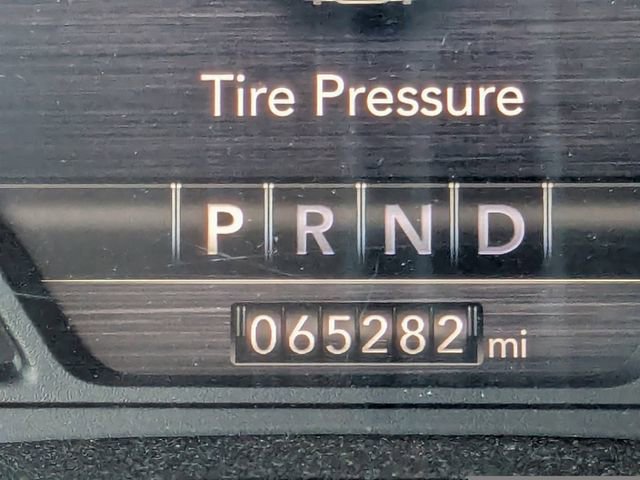 Tire Pressure
P R N D
065282 mi